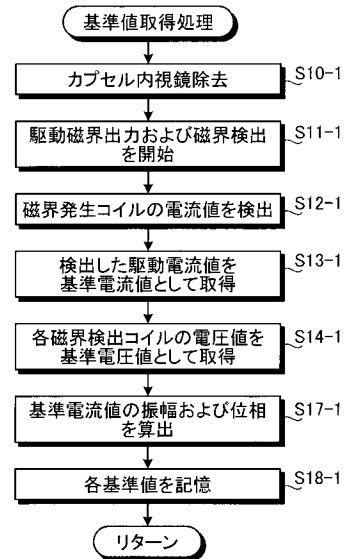 基準値取得処理
カプセル内視鏡除去
S10-1
駆動磁界出力および磁界検出
を開始
S11-1
磁界発生コイルの電流値を検出
S12-1
検出した駆動電流値を
基準電流値として取得
S13-1
各磁界検出コイルの電圧値を
基準電圧値として取得
S14-1
基準電流値の振幅および位相
を算出
S17-1
各基準値を記憶
S18-1
リターン